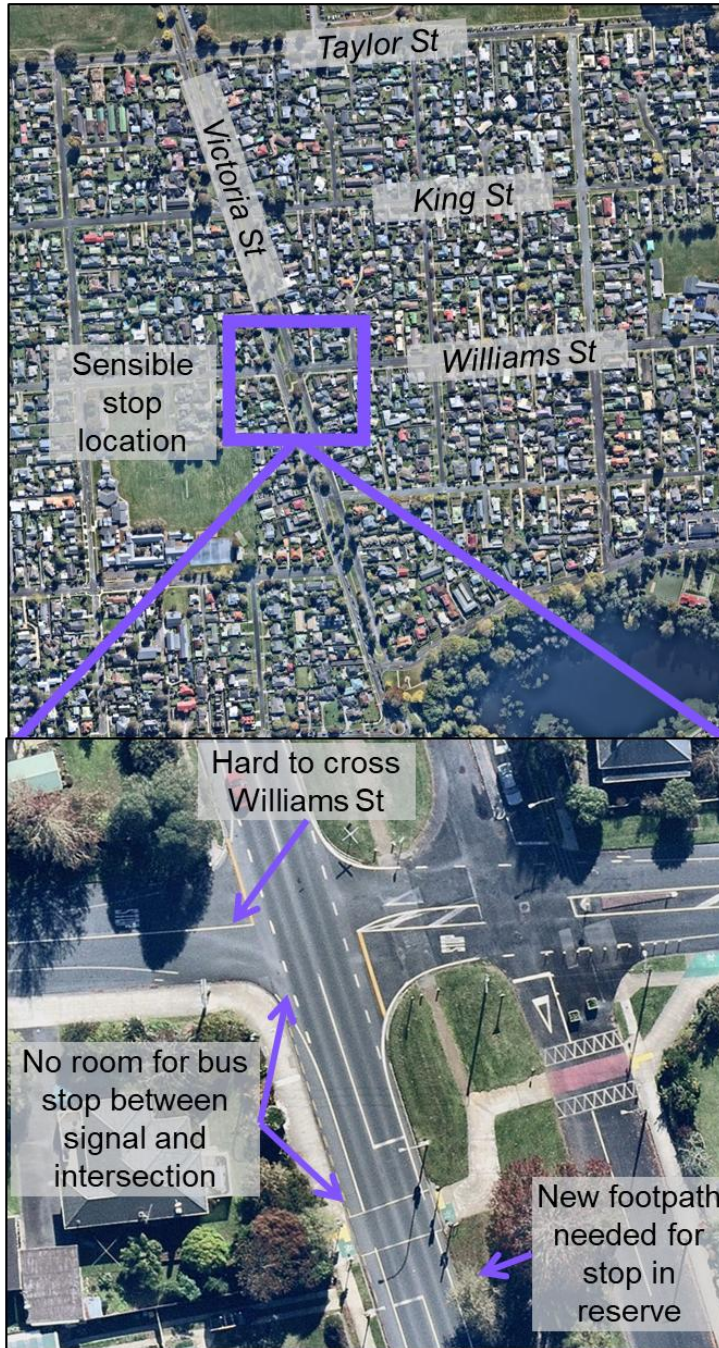 Taylor St
Victoria St
King St
Williams St
Sensible
stop
location
Hard to cross
Williams St
No room for bus
stop between
signal and
intersection
New footpath
needed for
stop in
reserve